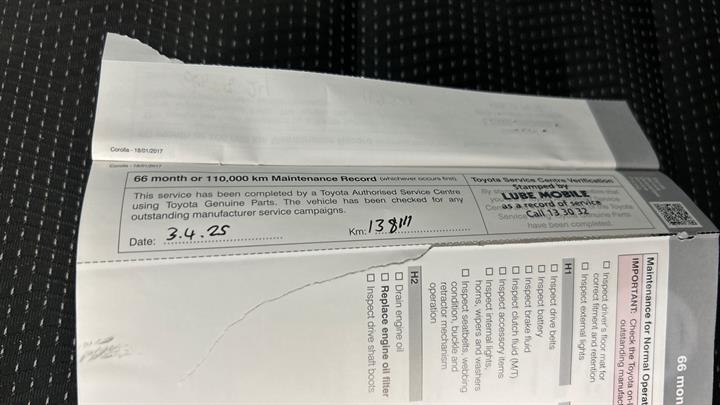 Corolla - 18/01/2017
Corolla - 18/01/2017
66 month or 110,000 km Maintenance Record (whichever occurs first)
This service has been completed by a Toyota Authorised Service Centre
using Toyota Genuine Parts. The vehicle has been checked for any
outstanding manufacturer service campaigns.
Date: 3.4.25
Km: 138111
Toyota Service Centre Verification
Stamped by
LUBE MOBILE
as a record of service
Call 13 30 32
have been completed.
66 mon
Maintenance for Normal Operat
IMPORTANT: Check the Toyota on-l
outstanding manufac
☐ Inspect driver's floor mat for
correct fitment and retention
☐ Inspect external lights
H1
☐ Inspect drive belts
☐ Inspect battery
☐ Inspect brake fluid
☐ Inspect clutch fluid (M/T)
☐ Inspect accessory items
☐ Inspect internal lights,
horns, wipers and washers
☐ Inspect seatbelts, webbing
condition, buckle and
retractor mechanism
operation
H2
☐ Drain engine oil
☐ Replace engine oil filter
☐ Inspect drive shaft boots